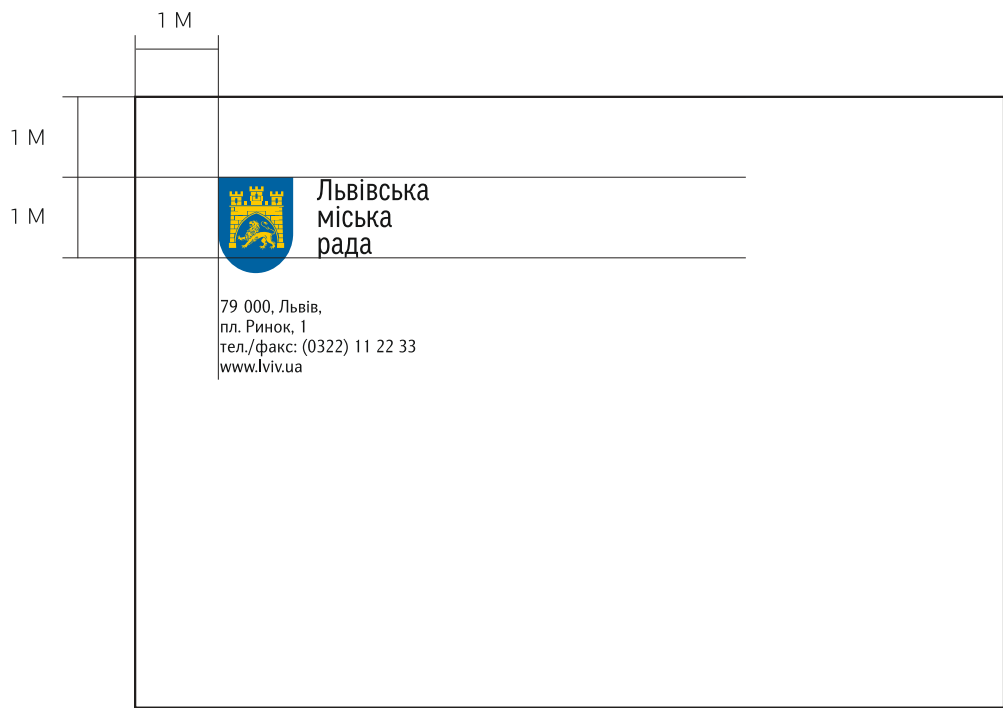 1 М
1 М
1 М
Львівська
міська
рада
79 000, Львів,
пл. Ринок, 1
тел./факс: (0322) 11 22 33
www.lviv.ua